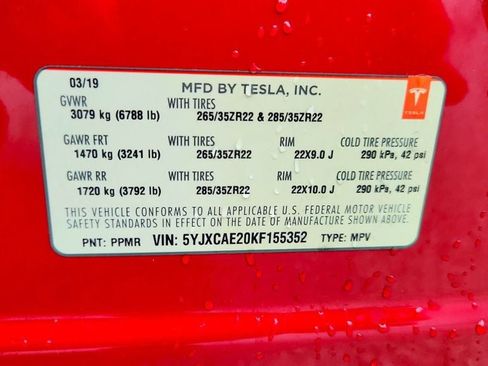 03/19 MFD BY TESLA, INC.
GVWR WITH TIRES
3079 kg (6788 lb) 265/35ZR22 & 285/35ZR22
TESLA
GAWR FRT WITH TIRES RIM COLD TIRE PRESSURE
1470 kg (3241 lb) 265/35ZR22 22X9.0 J 290 kPa, 42 psi
GAWR RR WITH TIRES RIM COLD TIRE PRESSURE
1720 kg (3792 lb) 285/35ZR22 22X10.0 J 290 kPa, 42 psi
THIS VEHICLE CONFORMS TO ALL APPLICABLE U.S. FEDERAL MOTOR VEHICLE
SAFETY STANDARDS IN EFFECT ON THE DATE OF MANUFACTURE SHOWN ABOVE.
PNT: PPMR VIN: 5YJXCAE20KF155352 TYPE: MPV